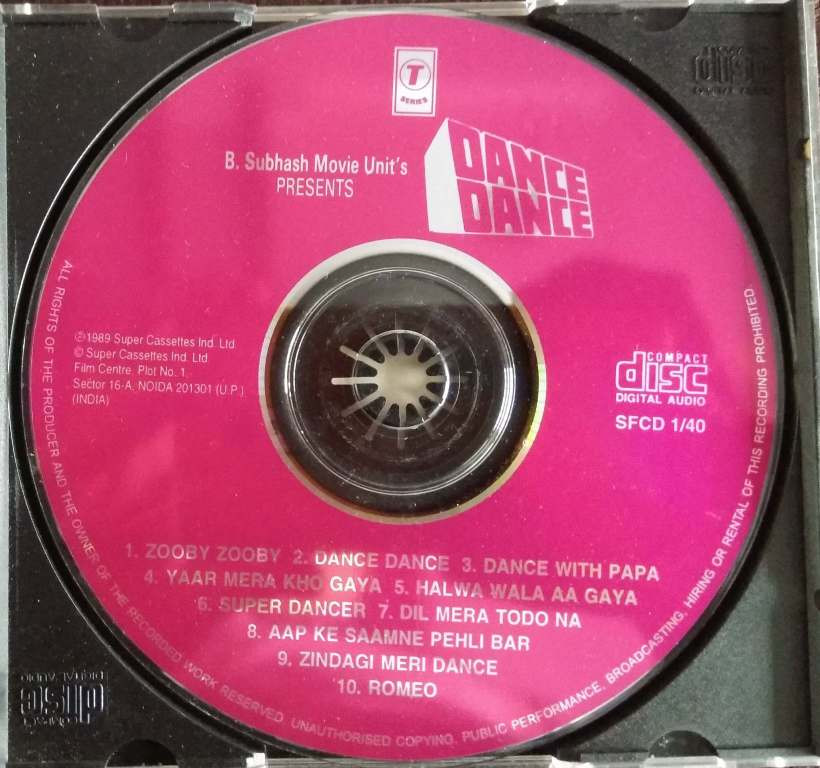 T
SERIES
B. Subhash Movie Unit's
PRESENTS
DANCE
DANCE
℗1989 Super Cassettes Ind. Ltd.
© Super Cassettes Ind. Ltd.
Film Centre, Plot No. 1,
Sector 16-A, NOIDA 201301 (U.P.)
(INDIA)
COMPACT
disc
DIGITAL AUDIO
SFCD 1/40
1. ZOOBY ZOOBY 2. DANCE DANCE 3. DANCE WITH PAPA
4. YAAR MERA KHO GAYA 5. HALWA WALA AA GAYA
6. SUPER DANCER 7. DIL MERA TODO NA
8. AAP KE SAAMNE PEHLI BAR
9. ZINDAGI MERI DANCE
10. ROMEO
ALL RIGHTS OF THE PRODUCER AND THE OWNER OF THE RECORDED WORK RESERVED UNAUTHORISED COPYING, PUBLIC PERFORMANCE, BROADCASTING, HIRING OR RENTAL OF THIS RECORDING PROHIBITED
disc
COMPACT
disc
DIGITAL AUDIO